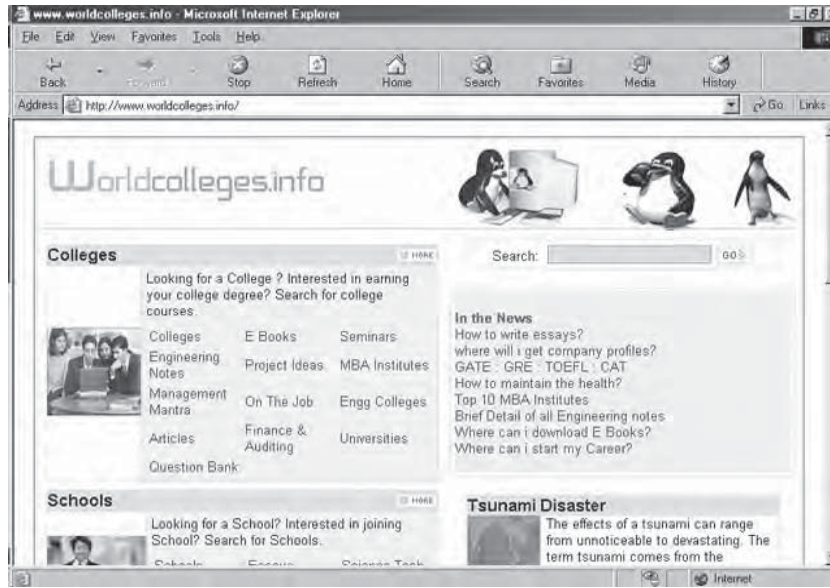 www.worldcolleges.info - Microsoft Internet Explorer
File Edit View Favorites Tools Help
Back Forward Stop Refresh Home Search Favorites Media History
Address http://www.worldcolleges.info/ Go Links
Worldcolleges.info
Colleges MORE
Looking for a College ? Interested in earning
your college degree? Search for college
courses.
Colleges E Books Seminars
Engineering
Notes
Project Ideas MBA Institutes
Management
Mantra
On The Job Engg Colleges
Articles
Finance &
Auditing
Universities
Question Bank
Search: GO
In the News
How to write essays?
where will i get company profiles?
GATE : GRE : TOEFL : CAT
How to maintain the health?
Top 10 MBA Institutes
Brief Detail of all Engineering notes
Where can i download E Books?
Where can i start my Career?
Schools MORE
Looking for a School? Interested in joining
School? Search for Schools.
Schools Essays Science Tech
Tsunami Disaster
The effects of a tsunami can range
from unnoticeable to devastating. The
term tsunami comes from the
Internet